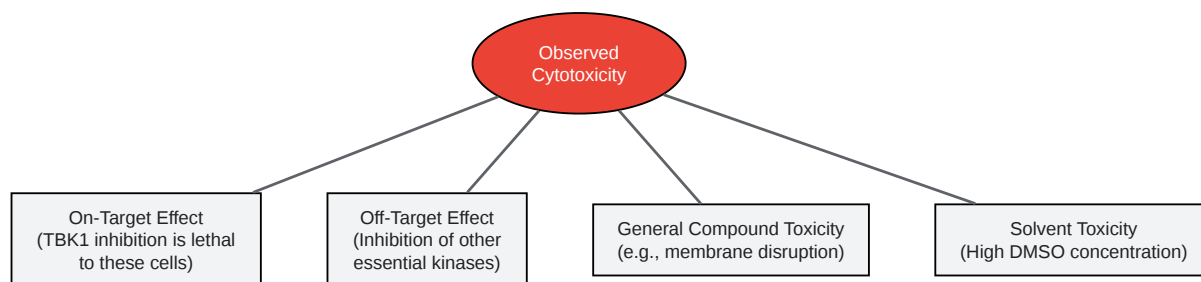 Observed
Cytotoxicity
On-Target Effect
(TBK1 inhibition is lethal
to these cells)
Off-Target Effect
(Inhibition of other
essential kinases)
General Compound Toxicity
(e.g., membrane disruption)
Solvent Toxicity
(High DMSO concentration)